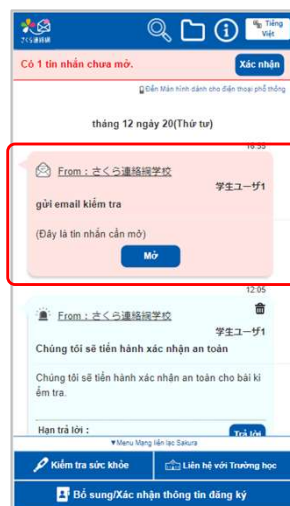 さくら連絡網
Tiếng
Việt
Có 1 tin nhắn chưa mở.
Xác nhận
Đến Màn hình dành cho điện thoại phổ thông
tháng 12 ngày 20(Thứ tư)
From：さくら連絡網学校
学生ユーザ1
gửi email kiểm tra
(Đây là tin nhắn cần mở)
Mở
12:05
From：さくら連絡網学校
学生ユーザ1
Chúng tôi sẽ tiến hành xác nhận an toàn
Chúng tôi sẽ tiến hành xác nhận an toàn cho bài ki
ểm tra.
Hạn trả lời：
Trả lời
▼Menu Mạng liên lạc Sakura
Kiểm tra sức khỏe
Liên hệ với Trường học
Bổ sung/Xác nhận thông tin đăng ký